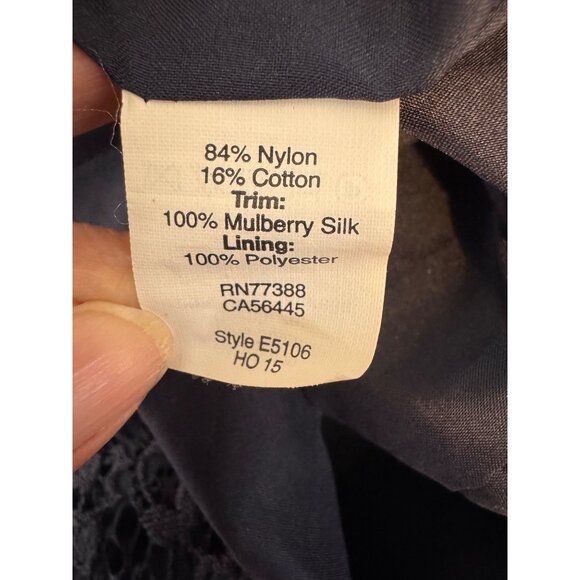 84% Nylon
16% Cotton
Trim:
100% Mulberry Silk
Lining:
100% Polyester
RN77388
CA56445
Style E5106
HO 15